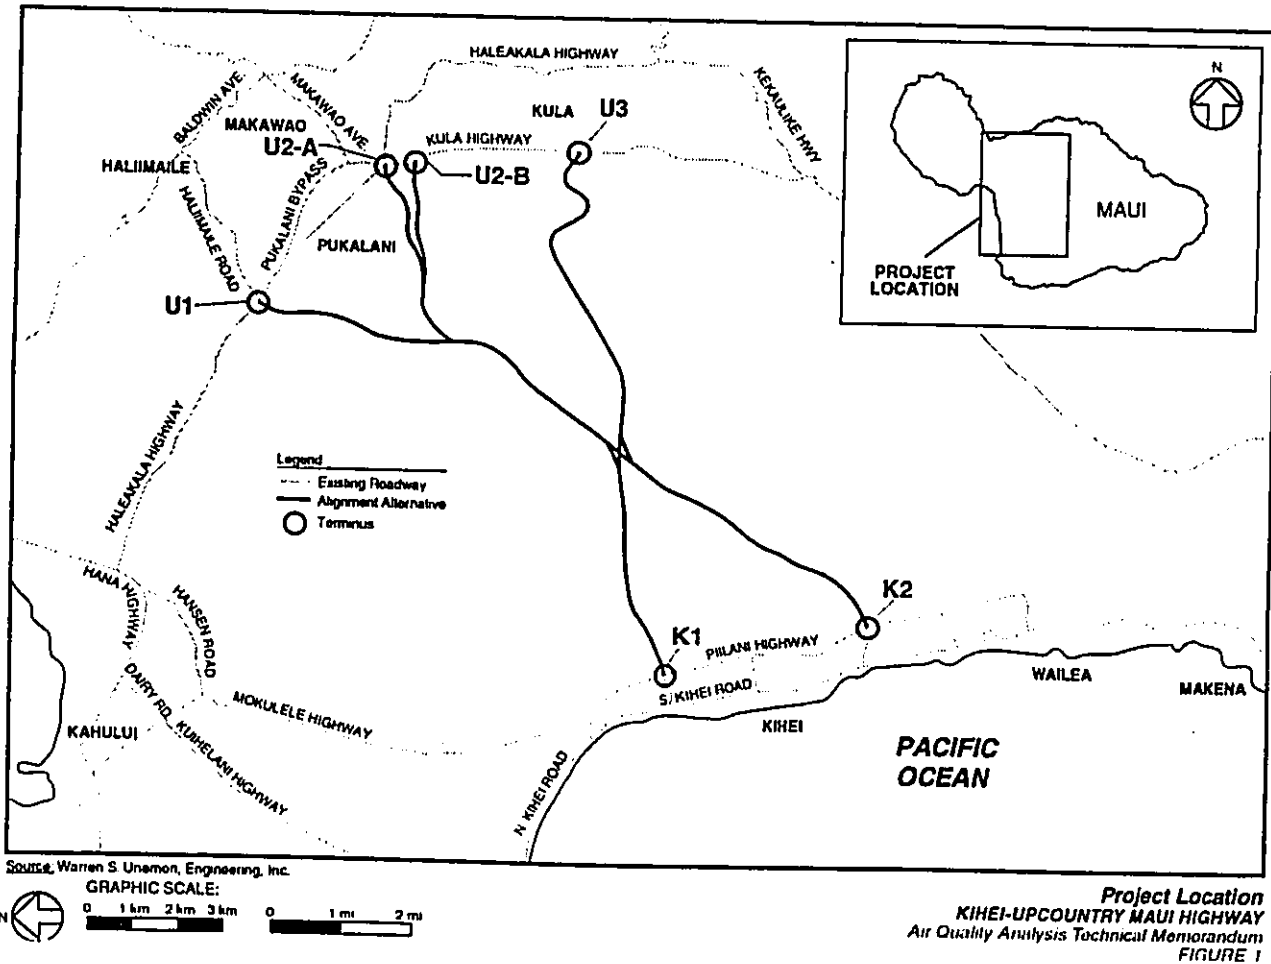 HALEAKALA HIGHWAY
KEKAULIKE HWY
BALDWIN AVE.
MAKAWAO AVE.
MAKAWAO
KULA
U3
U2-A
KULA HIGHWAY
U2-B
HALIIMAILE
HALIIMAILE ROAD
PUKALANI BYPASS
PUKALANI
U1
N
MAUI
PROJECT
LOCATION
HALEAKALA HIGHWAY
Legend
Existing Roadway
Alignment Alternative
Terminus
HANA HIGHWAY
HANSEN ROAD
DAIRY RD.
KUIHELANI HIGHWAY
MOKULELE HIGHWAY
KAHULUI
K1
K2
PIILANI HIGHWAY
S. KIHEI ROAD
N KIHEI ROAD
KIHEI
WAILEA
MAKENA
PACIFIC
OCEAN
Source: Warren S. Unemori, Engineering, Inc.
GRAPHIC SCALE:
N
0 1 km 2 km 3 km
0 1 mi 2 mi
Project Location
KIHEI-UPCOUNTRY MAUI HIGHWAY
Air Quality Analysis Technical Memorandum
FIGURE 1